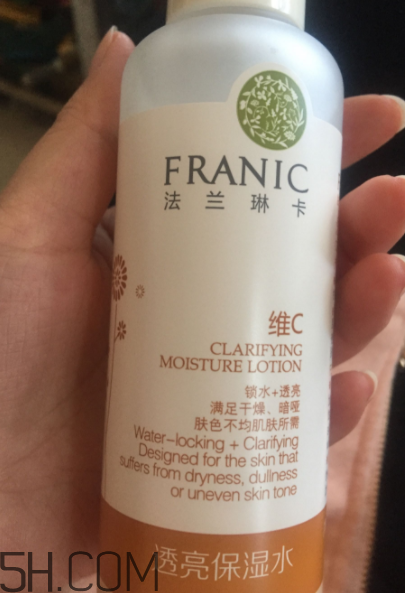 FRANIC
法兰琳卡
维C
CLARIFYING
MOISTURE LOTION
锁水+透亮
满足干燥、暗哑
肤色不均肌肤所需
Water-locking + Clarifying
Designed for the skin that
suffers from dryness, dullness
or uneven skin tone
透亮保湿水
5H.COM